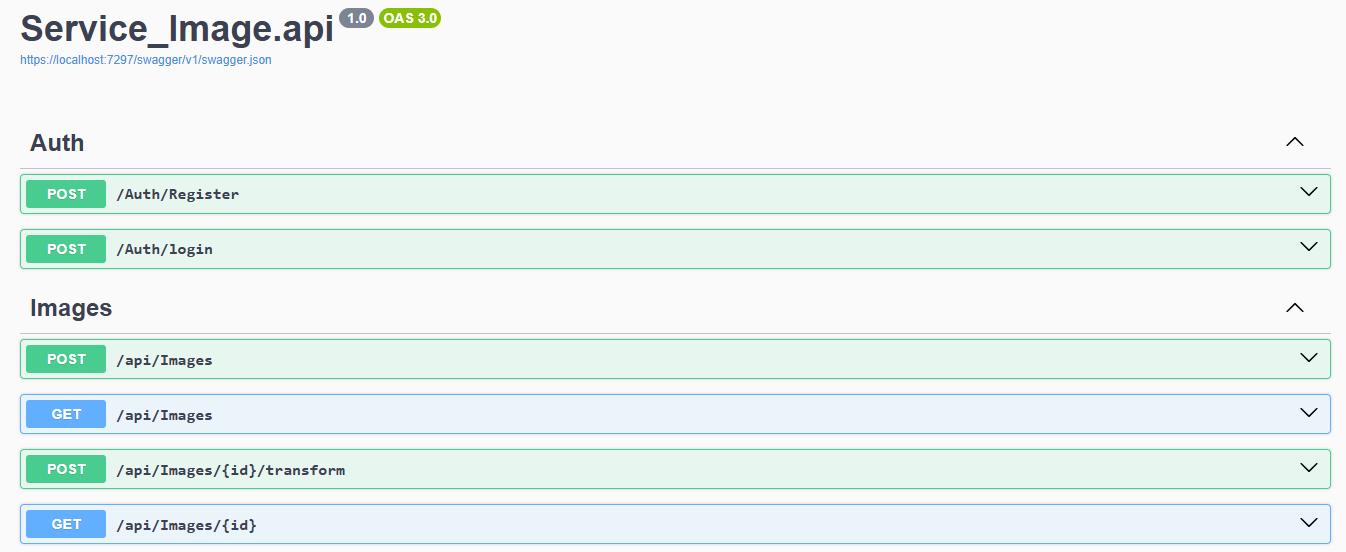 Service_Image.api 1.0 OAS 3.0
https://localhost:7297/swagger/v1/swagger.json
Auth
POST /Auth/Register
POST /Auth/login
Images
POST /api/Images
GET /api/Images
POST /api/Images/{id}/transform
GET /api/Images/{id}